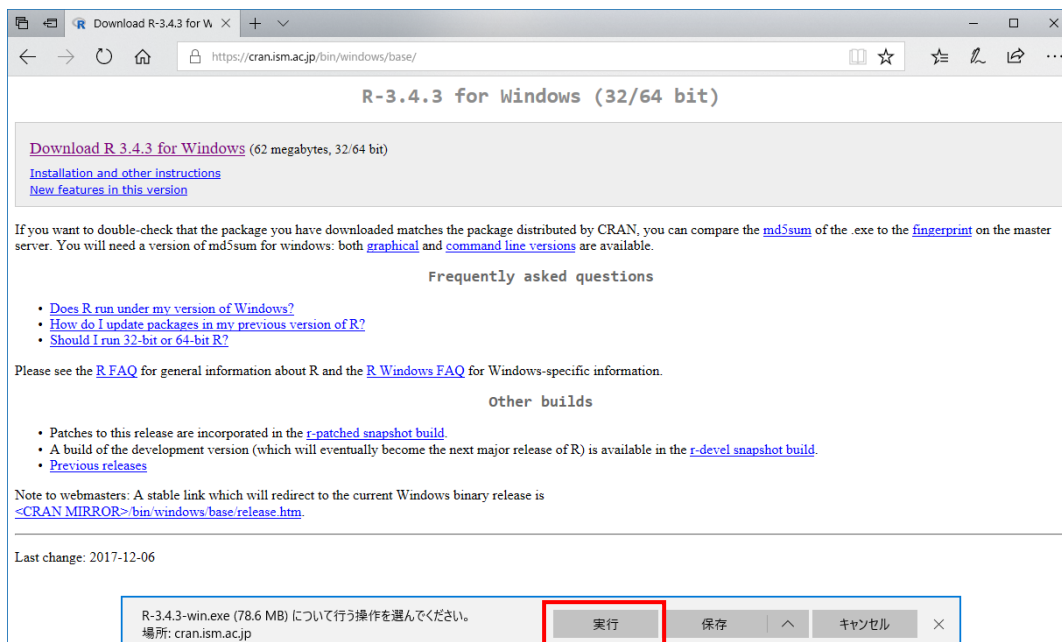 Download R-3.4.3 for W
https://cran.ism.ac.jp/bin/windows/base/
R-3.4.3 for Windows (32/64 bit)
Download R 3.4.3 for Windows (62 megabytes, 32/64 bit)
Installation and other instructions
New features in this version
If you want to double-check that the package you have downloaded matches the package distributed by CRAN, you can compare the md5sum of the .exe to the fingerprint on the master
server. You will need a version of md5sum for windows: both graphical and command line versions are available.
Frequently asked questions
• Does R run under my version of Windows?
• How do I update packages in my previous version of R?
• Should I run 32-bit or 64-bit R?
Please see the R FAQ for general information about R and the R Windows FAQ for Windows-specific information.
Other builds
• Patches to this release are incorporated in the r-patched snapshot build.
• A build of the development version (which will eventually become the next major release of R) is available in the r-devel snapshot build.
• Previous releases
Note to webmasters: A stable link which will redirect to the current Windows binary release is
<CRAN MIRROR>/bin/windows/base/release.htm.
Last change: 2017-12-06
R-3.4.3-win.exe (78.6 MB) について行う操作を選んでください。
場所: cran.ism.ac.jp
実行 保存 キャンセル